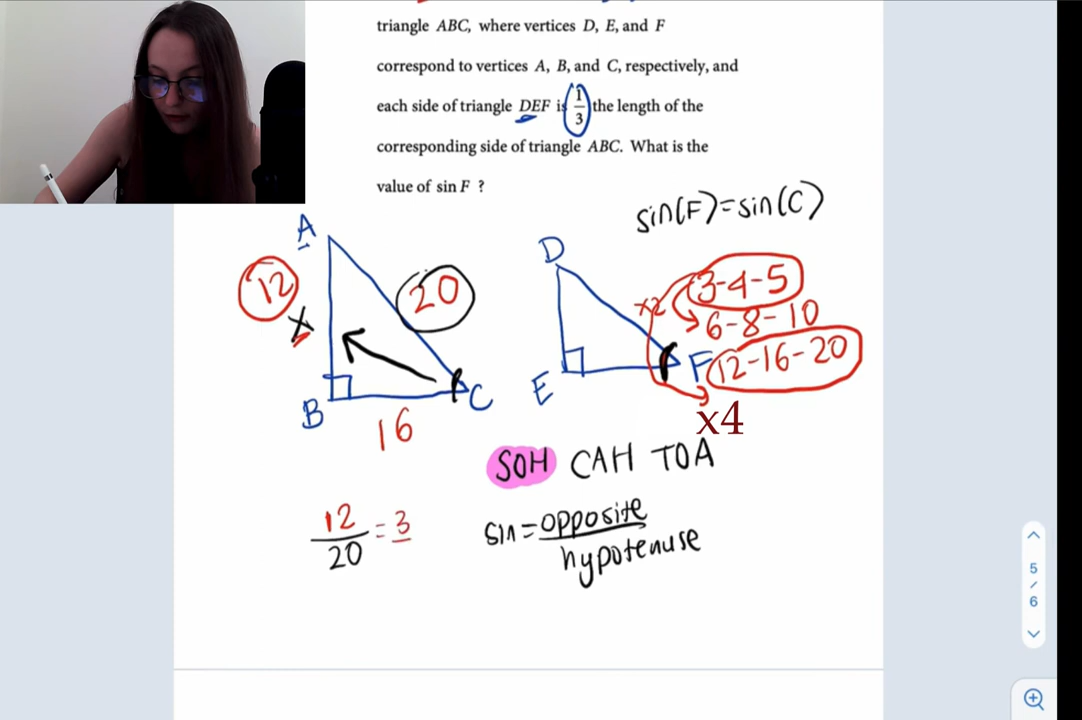 triangle ABC, where vertices D, E, and F
correspond to vertices A, B, and C, respectively, and
each side of triangle DEF is 1/3 the length of the
corresponding side of triangle ABC. What is the
value of sin F ?
sin(F)=sin(C)
A
D
12
20
3-4-5
x2
6-8-10
X
F
12-16-20
B
C
E
16
x4
SOH CAH TOA
12/20 = 3
sin = opposite/hypotenuse
5
/
6